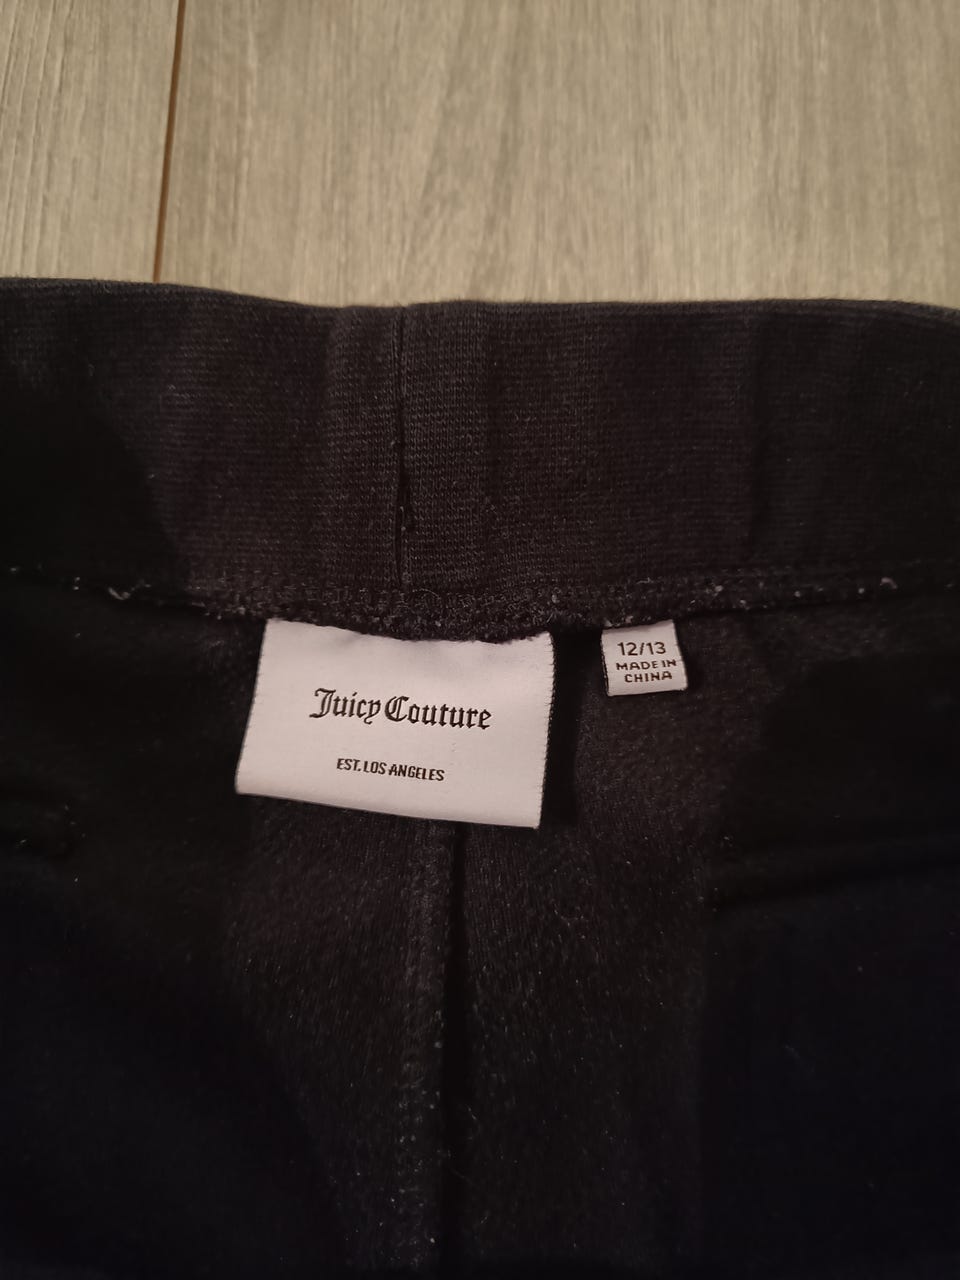 Juicy Couture
EST. LOS ANGELES
12/13
MADE IN
CHINA